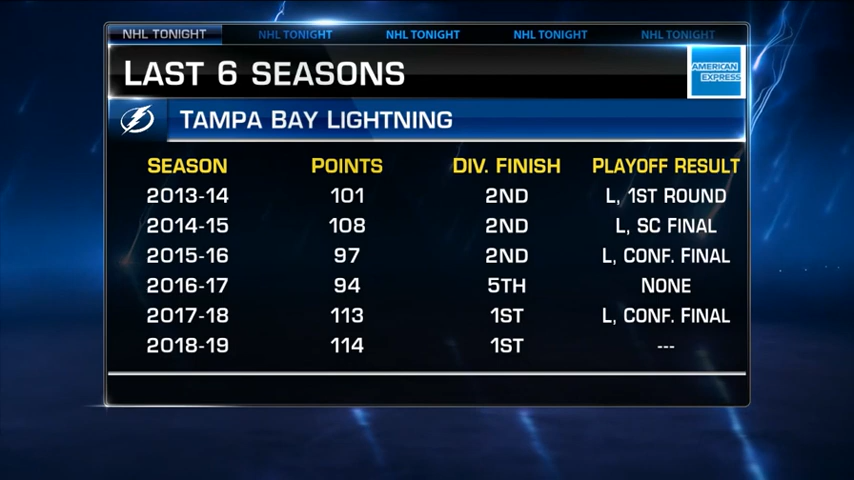 NHL TONIGHT NHL TONIGHT NHL TONIGHT NHL TONIGHT NHL TONIGHT
LAST 6 SEASONS
AMERICAN
EXPRESS
TAMPA BAY LIGHTNING
SEASON POINTS DIV. FINISH PLAYOFF RESULT
2013-14 101 2ND L, 1ST ROUND
2014-15 108 2ND L, SC FINAL
2015-16 97 2ND L, CONF. FINAL
2016-17 94 5TH NONE
2017-18 113 1ST L, CONF. FINAL
2018-19 114 1ST ---